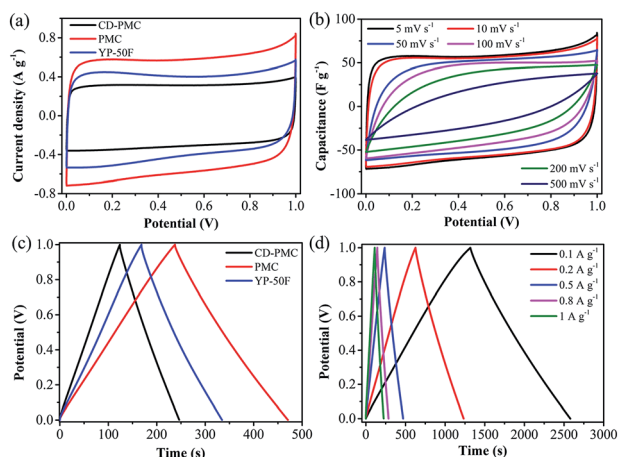 (a)
CD-PMC
PMC
YP-50F
Current density (A g⁻¹)
0.8
0.4
0.0
-0.4
-0.8
0.0 0.2 0.4 0.6 0.8 1.0
Potential (V)
(b)
5 mV s⁻¹ 10 mV s⁻¹
50 mV s⁻¹ 100 mV s⁻¹
200 mV s⁻¹
500 mV s⁻¹
Capacitance (F g⁻¹)
100
50
0
-50
-100
0.0 0.2 0.4 0.6 0.8 1.0
Potential (V)
(c)
CD-PMC
PMC
YP-50F
Potential (V)
1.0
0.8
0.6
0.4
0.2
0.0
0 100 200 300 400 500
Time (s)
(d)
0.1 A g⁻¹
0.2 A g⁻¹
0.5 A g⁻¹
0.8 A g⁻¹
1 A g⁻¹
Potential (V)
1.0
0.8
0.6
0.4
0.2
0.0
0 500 1000 1500 2000 2500 3000
Time (s)